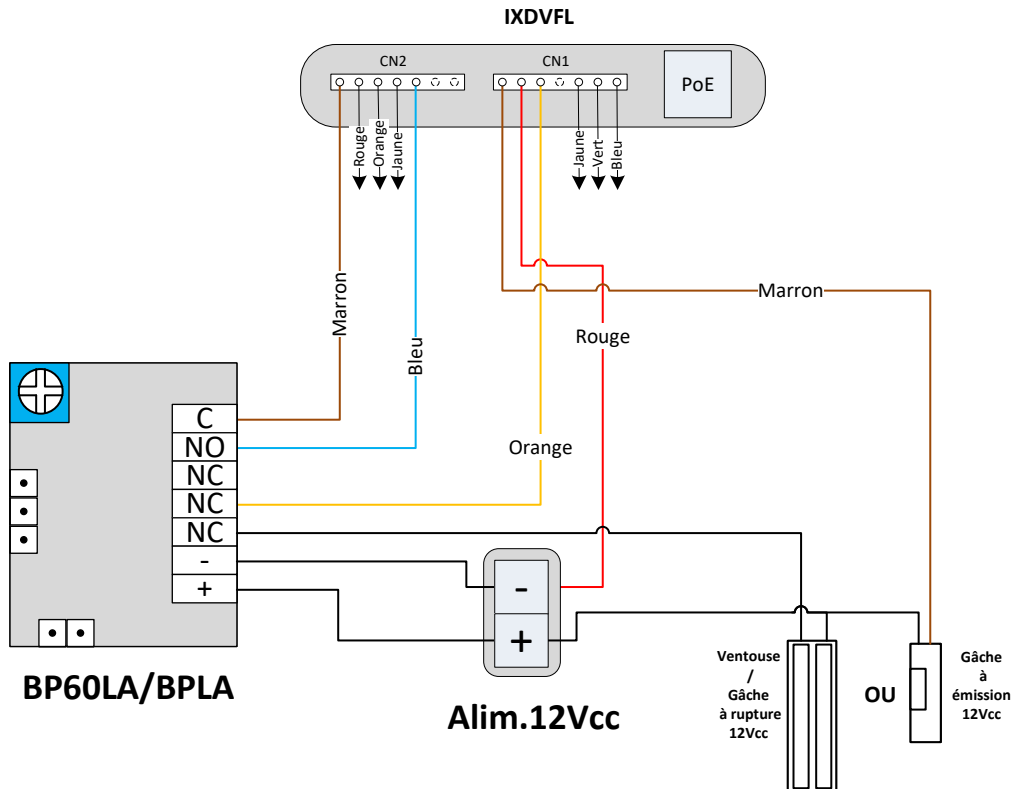 IXDVFL
CN2
CN1
PoE
Rouge
Orange
Jaune
Jaune
Vert
Bleu
Marron
Bleu
Marron
Rouge
Orange
C
NO
NC
NC
NC
-
+
-
+
BP60LA/BPLA
Alim.12Vcc
Ventouse
/
Gâche
à rupture
12Vcc
OU
Gâche
à
émission
12Vcc